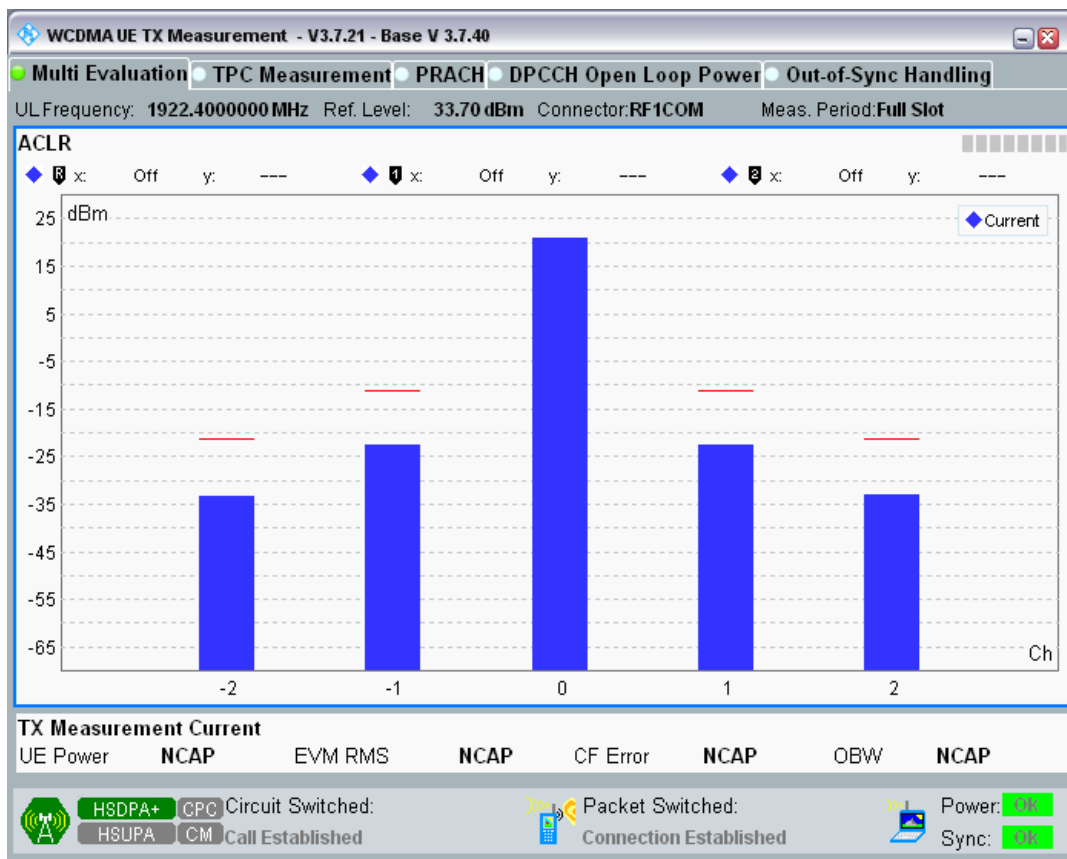 WCDMA UE TX Measurement - V3.7.21 - Base V 3.7.40
Multi Evaluation TPC Measurement PRACH DPCCH Open Loop Power Out-of-Sync Handling
UL Frequency: 1922.4000000 MHz Ref. Level: 33.70 dBm Connector:RF1COM Meas. Period:Full Slot
ACLR
R x: Off y: --- 1 x: Off y: --- 2 x: Off y: ---
dBm
Current
25
15
5
-5
-15
-25
-35
-45
-55
-65
Ch
-2 -1 0 1 2
TX Measurement Current
UE Power NCAP EVM RMS NCAP CF Error NCAP OBW NCAP
HSDPA+ CPC Circuit Switched: Packet Switched: Power: OK
HSUPA CM Call Established Connection Established Sync: OK